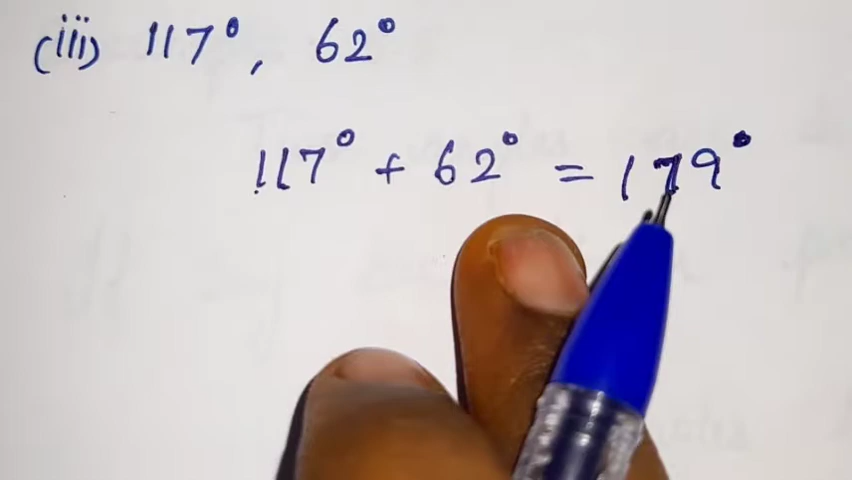 (iii) 117°, 62°
117° + 62° = 179°